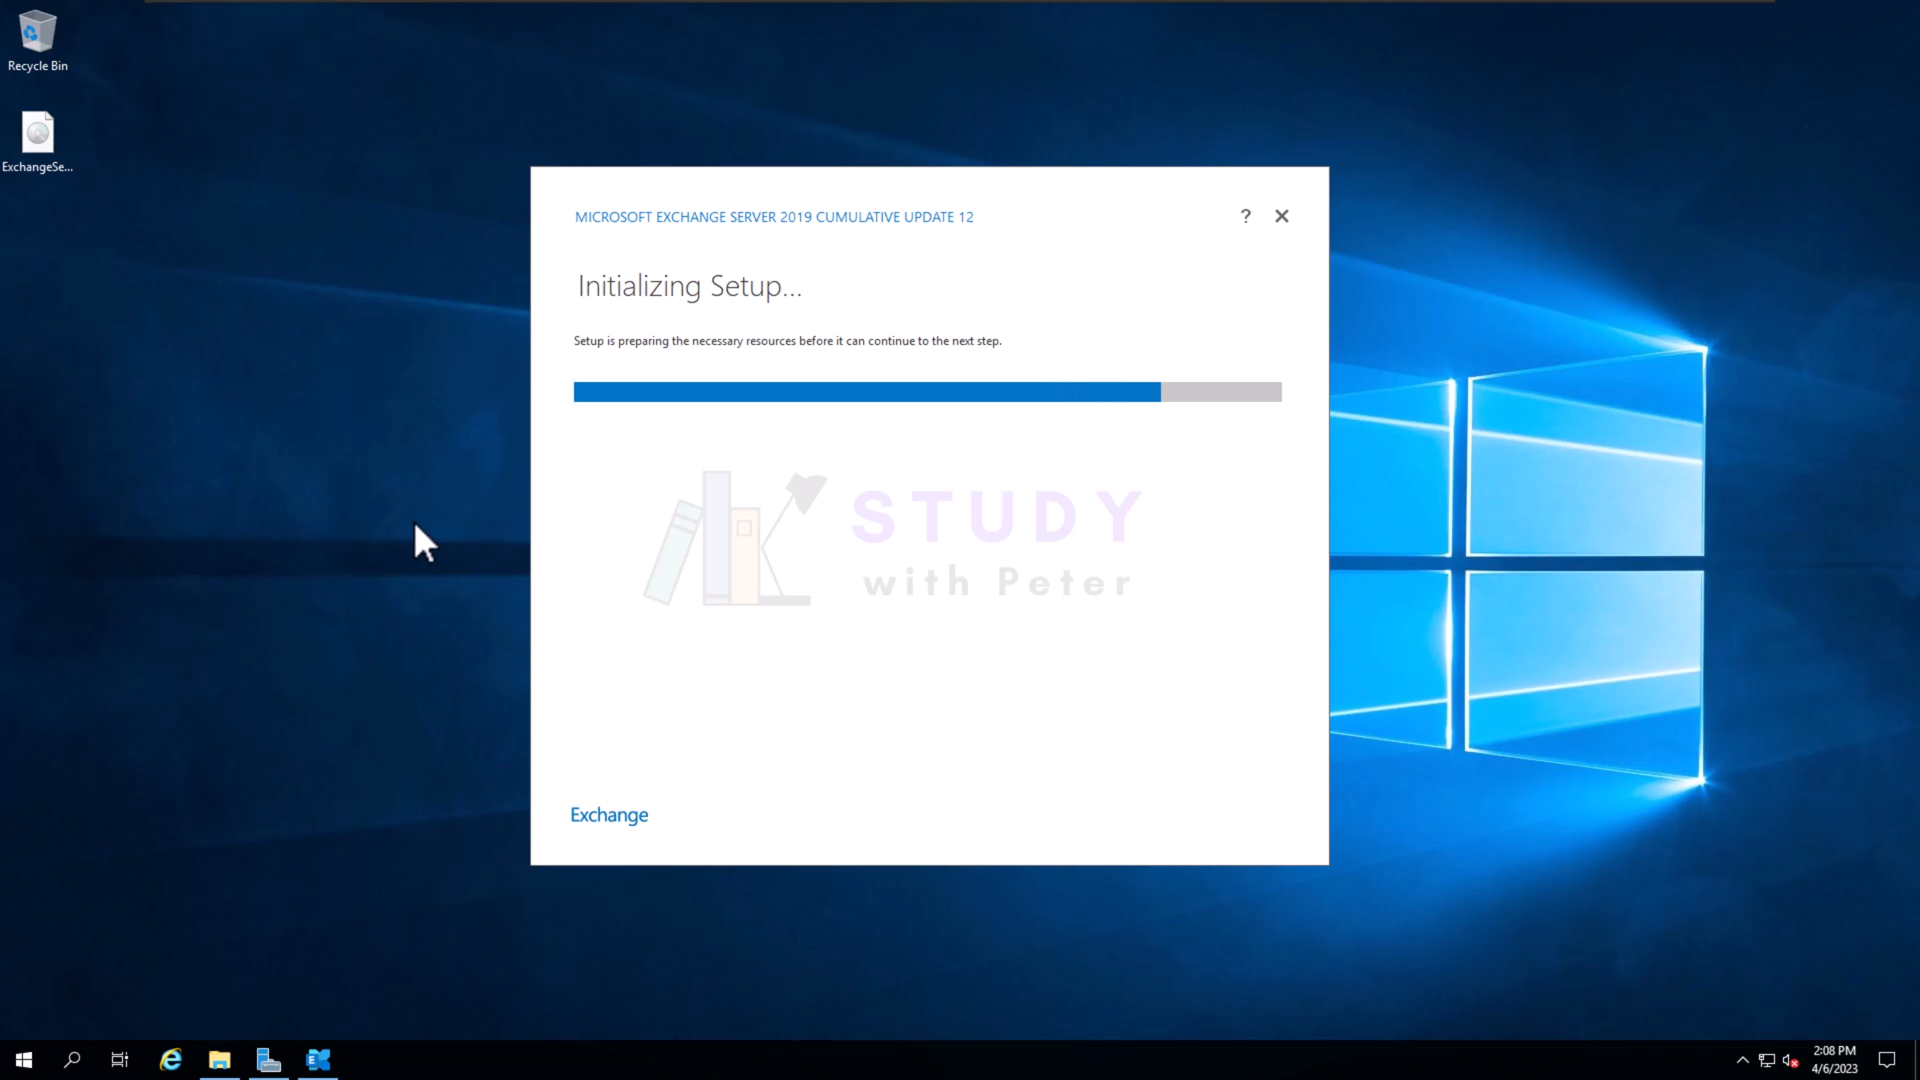 Recycle Bin
ExchangeSe...
MICROSOFT EXCHANGE SERVER 2019 CUMULATIVE UPDATE 12
?
Initializing Setup...
Setup is preparing the necessary resources before it can continue to the next step.
STUDY
with Peter
Exchange
2:08 PM
4/6/2023